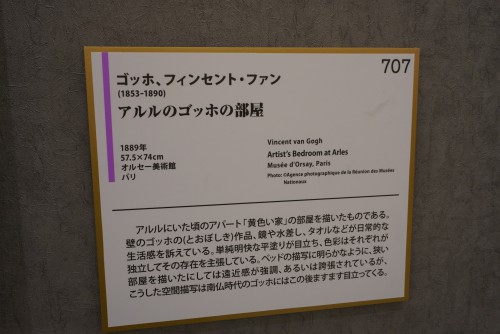 707
ゴッホ、フィンセント・ファン
(1853-1890)
アルルのゴッホの部屋
1889年
57.5×74cm
オルセー美術館
パリ
Vincent van Gogh
Artist's Bedroom at Arles
Musée d'Orsay, Paris
Photo: ©Agence photographique de la Réunion des Musées
Nationaux
アルルにいた頃のアパート「黄色い家」の部屋を描いたものである。
壁のゴッホの(とおぼしき)作品、鏡や水差し、タオルなどが日常的な
生活感を訴えている。単純明快な平塗りが目立ち、色彩はそれぞれが
独立してその存在を主張している。ベッドの描写に明らかなように、狭い
部屋を描いたにしては遠近感が強調、あるいは誇張されているが、
こうした空間描写は南仏時代のゴッホにはこの後ますます目立ってくる。